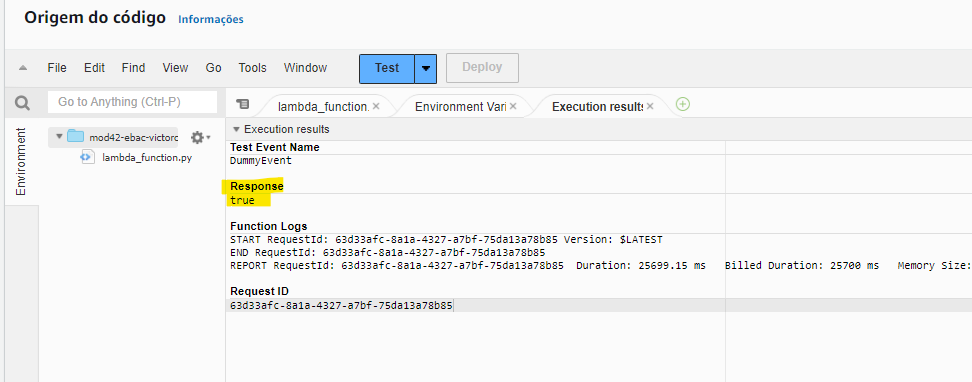 Origem do código Informações
File Edit Find View Go Tools Window Test Deploy
Go to Anything (Ctrl-P) lambda_function. Environment Vari Execution results
Environment
mod42-ebac-victorc
lambda_function.py
Execution results
Test Event Name
DummyEvent
Response
true
Function Logs
START RequestId: 63d33afc-8a1a-4327-a7bf-75da13a78b85 Version: $LATEST
END RequestId: 63d33afc-8a1a-4327-a7bf-75da13a78b85
REPORT RequestId: 63d33afc-8a1a-4327-a7bf-75da13a78b85 Duration: 25699.15 ms Billed Duration: 25700 ms Memory Size:
Request ID
63d33afc-8a1a-4327-a7bf-75da13a78b85